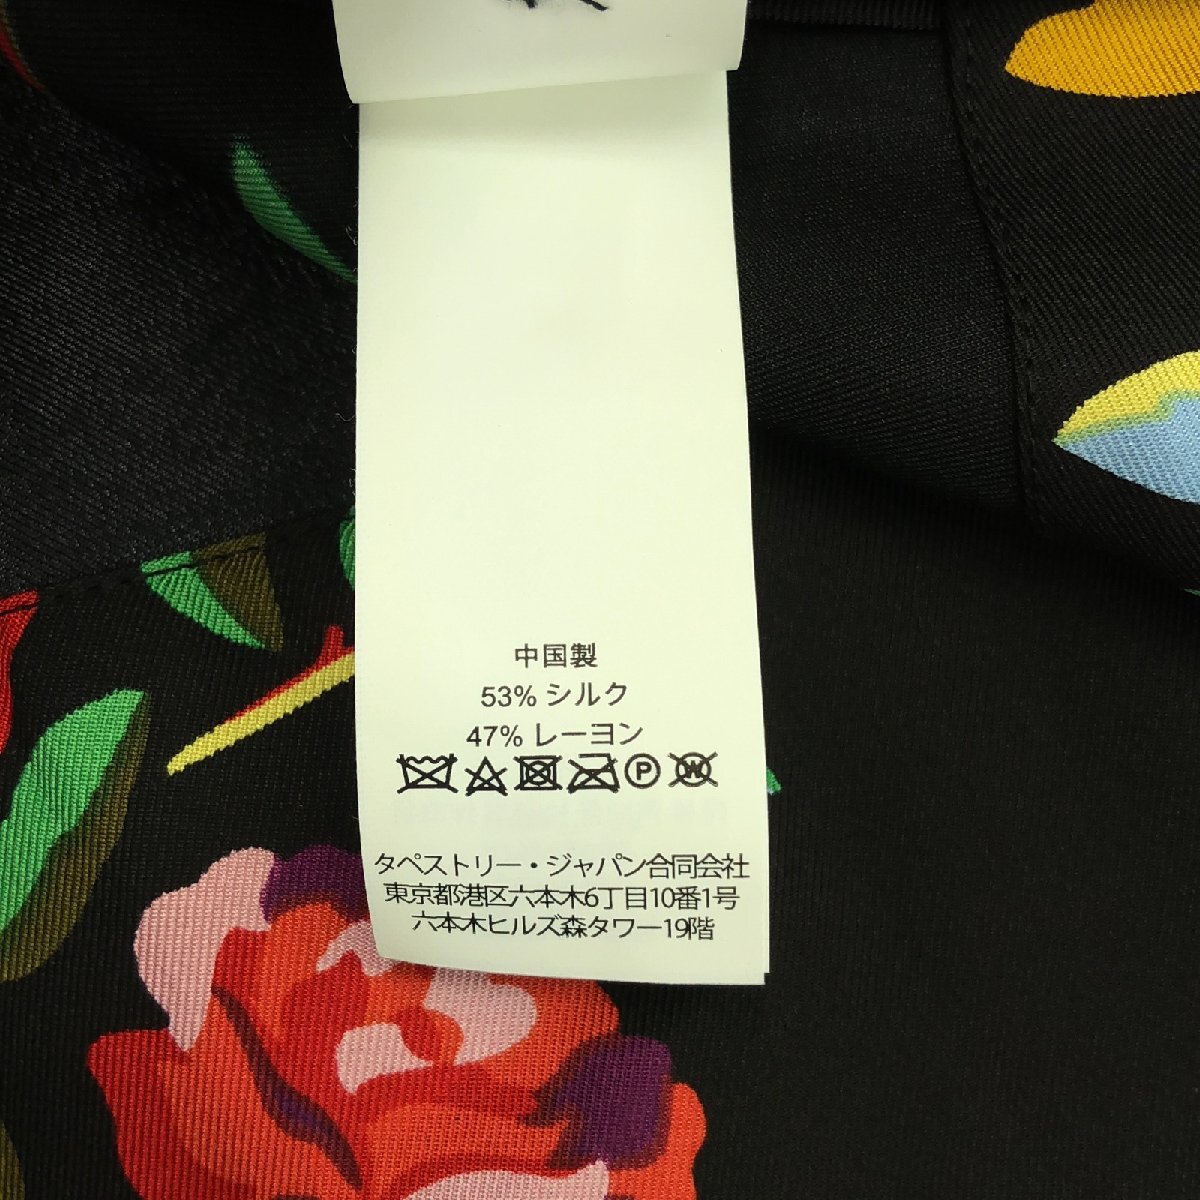 中国製
53% シルク
47% レーヨン
P W
タペストリー・ジャパン合同会社
東京都港区六本木6丁目10番1号
六本木ヒルズ森タワー19階